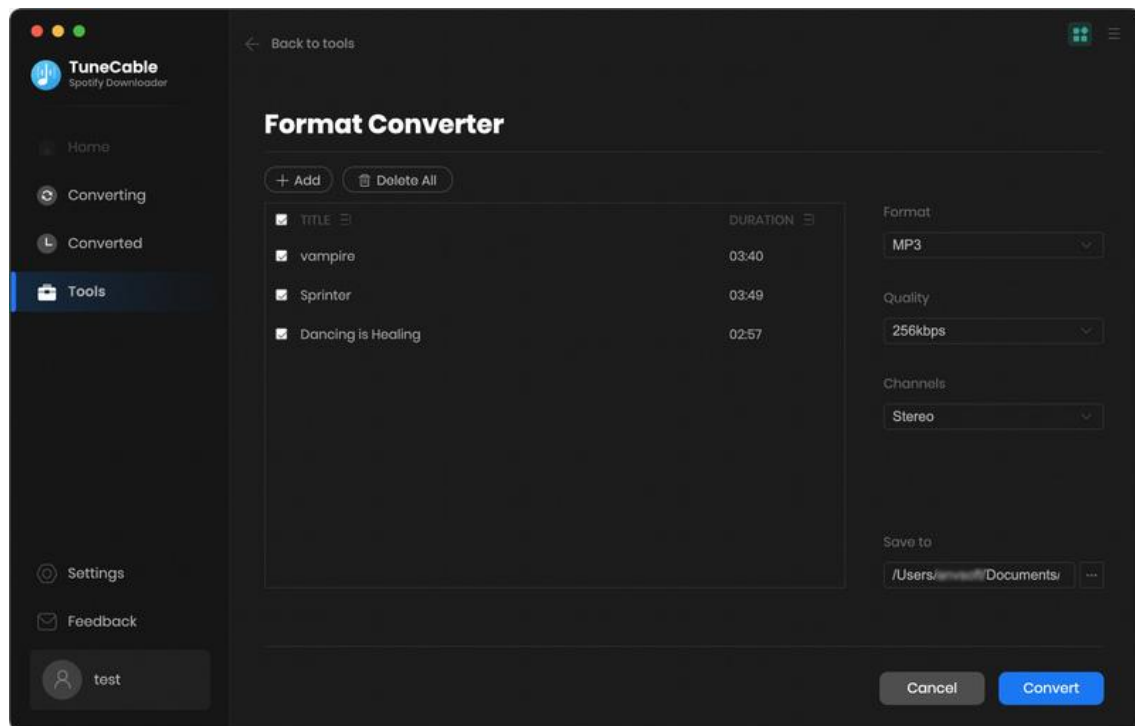 TuneCable
Spotify Downloader
Home
Converting
Converted
Tools
Settings
Feedback
test
Back to tools
Format Converter
+ Add
Delete All
TITLE
DURATION
vampire
03:40
Sprinter
03:49
Dancing is Healing
02:57
Format
MP3
Quality
256kbps
Channels
Stereo
Save to
/Users/ /Documents/
...
Cancel
Convert